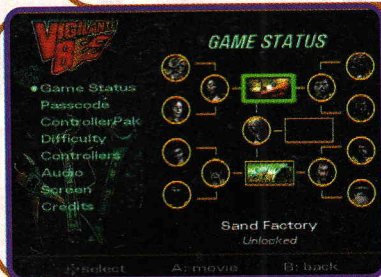 VIGILANTE
8
GAME STATUS
Game Status
Passcode
ControllerPak
Difficulty
Controllers
Audio
Screen
Credits
Sand Factory
Unlocked
select A: movie B: back